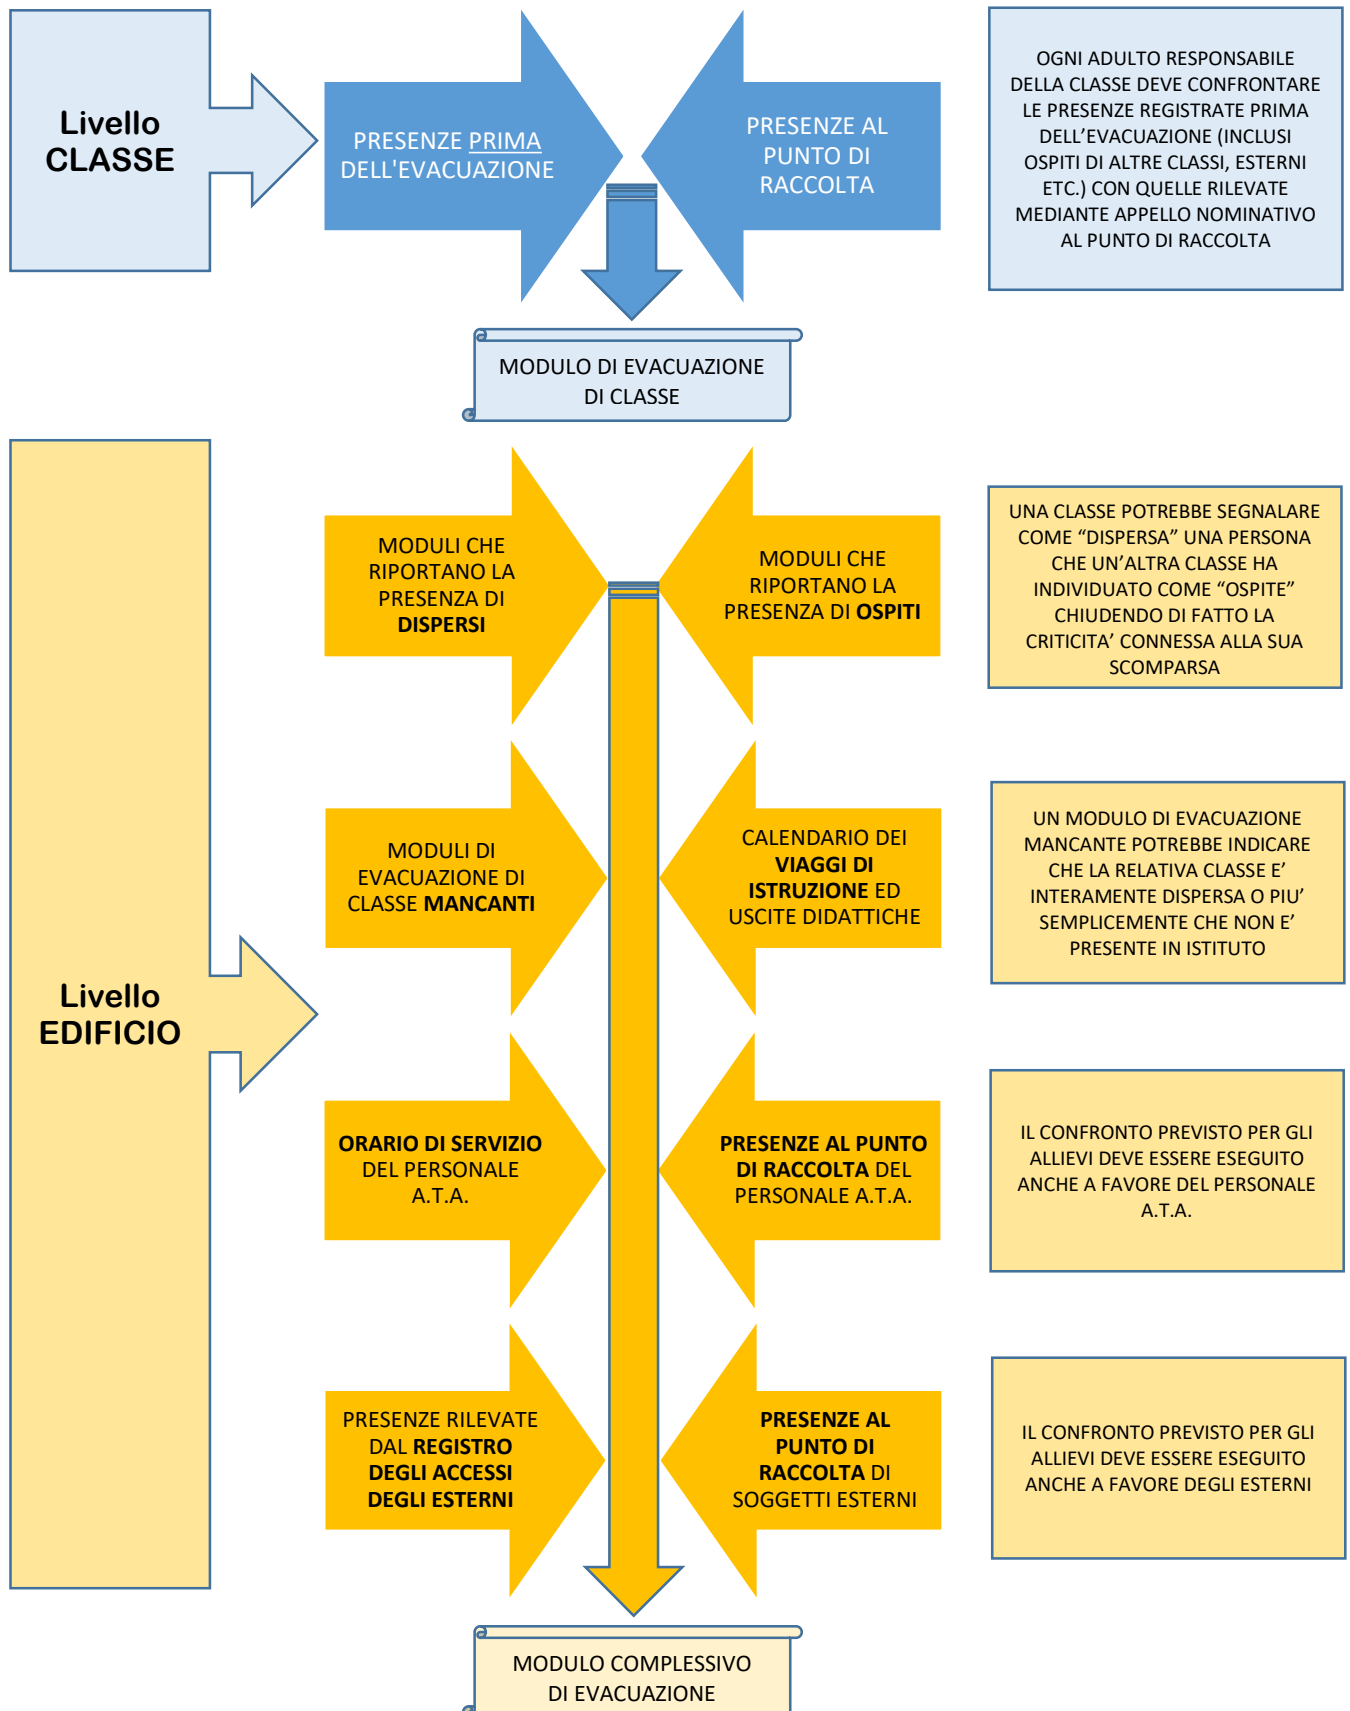 Livello
CLASSE
PRESENZE PRIMA
DELL'EVACUAZIONE
PRESENZE AL
PUNTO DI
RACCOLTA
OGNI ADULTO RESPONSABILE
DELLA CLASSE DEVE CONFRONTARE
LE PRESENZE REGISTRATE PRIMA
DELL’EVACUAZIONE (INCLUSI
OSPITI DI ALTRE CLASSI, ESTERNI
ETC.) CON QUELLE RILEVATE
MEDIANTE APPELLO NOMINATIVO
AL PUNTO DI RACCOLTA
MODULO DI EVACUAZIONE
DI CLASSE
Livello
EDIFICIO
MODULI CHE
RIPORTANO LA
PRESENZA DI
DISPERSI
MODULI CHE
RIPORTANO LA
PRESENZA DI OSPITI
UNA CLASSE POTREBBE SEGNALARE
COME “DISPERSA” UNA PERSONA
CHE UN’ALTRA CLASSE HA
INDIVIDUATO COME “OSPITE”
CHIUDENDO DI FATTO LA
CRITICITA’ CONNESSA ALLA SUA
SCOMPARSA
MODULI DI
EVACUAZIONE DI
CLASSE MANCANTI
CALENDARIO DEI
VIAGGI DI
ISTRUZIONE ED
USCITE DIDATTICHE
UN MODULO DI EVACUAZIONE
MANCANTE POTREBBE INDICARE
CHE LA RELATIVA CLASSE E’
INTERAMENTE DISPERSA O PIU’
SEMPLICEMENTE CHE NON E’
PRESENTE IN ISTITUTO
ORARIO DI SERVIZIO
DEL PERSONALE
A.T.A.
PRESENZE AL PUNTO
DI RACCOLTA DEL
PERSONALE A.T.A.
IL CONFRONTO PREVISTO PER GLI
ALLIEVI DEVE ESSERE ESEGUITO
ANCHE A FAVORE DEL PERSONALE
A.T.A.
PRESENZE RILEVATE
DAL REGISTRO
DEGLI ACCESSI
DEGLI ESTERNI
PRESENZE AL
PUNTO DI
RACCOLTA DI
SOGGETTI ESTERNI
IL CONFRONTO PREVISTO PER GLI
ALLIEVI DEVE ESSERE ESEGUITO
ANCHE A FAVORE DEGLI ESTERNI
MODULO COMPLESSIVO
DI EVACUAZIONE